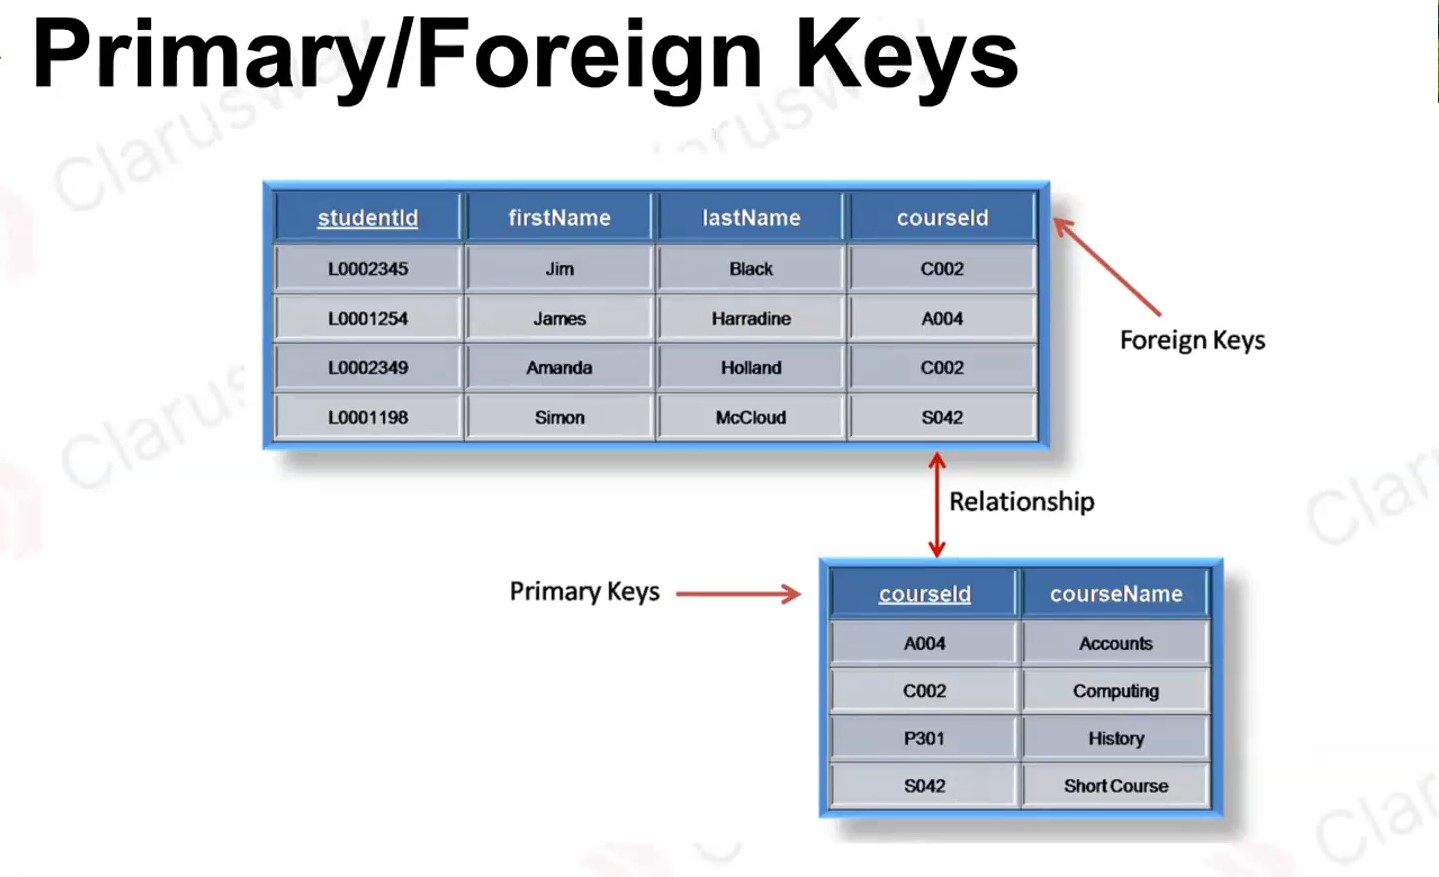 Primary/Foreign Keys
Clarusway
studentId firstName lastName courseId
L0002345 Jim Black C002
L0001254 James Harradine A004
L0002349 Amanda Holland C002
L0001198 Simon McCloud S042
Foreign Keys
Relationship
Primary Keys
courseId courseName
A004 Accounts
C002 Computing
P301 History
S042 Short Course